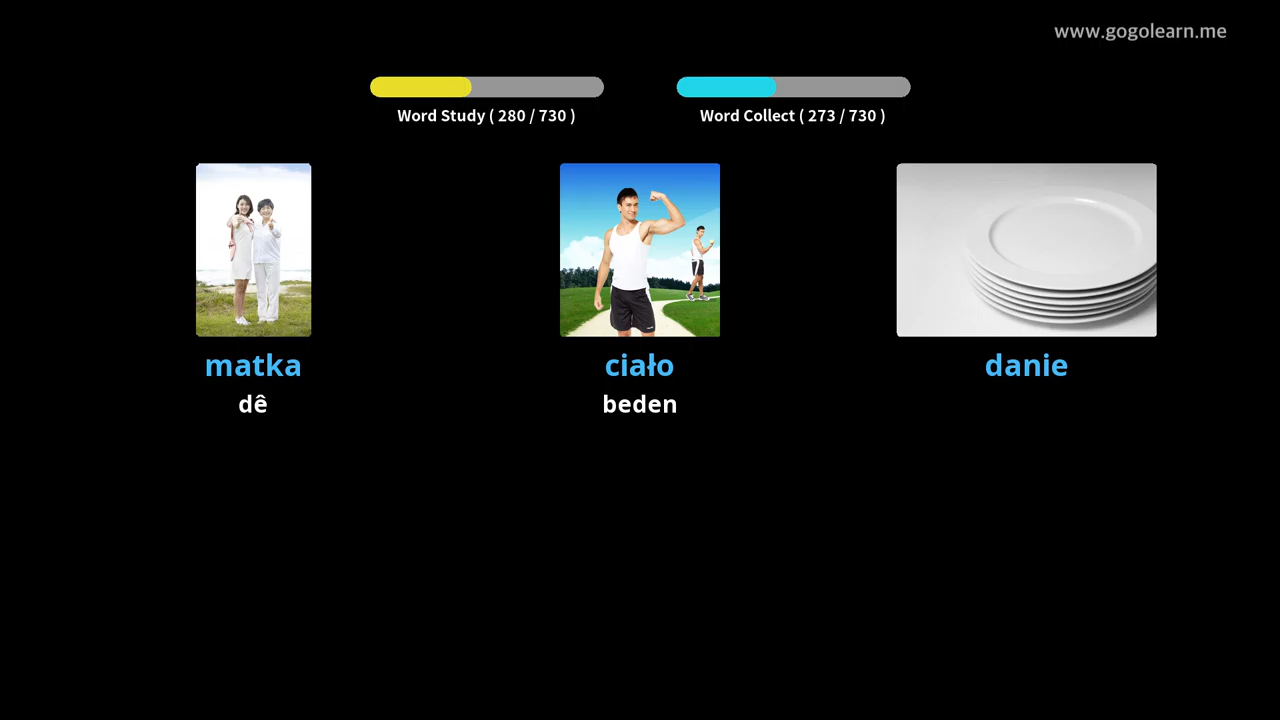 www.gogolearn.me
Word Study ( 280 / 730 )
Word Collect ( 273 / 730 )
matka
ciało
danie
dê
beden